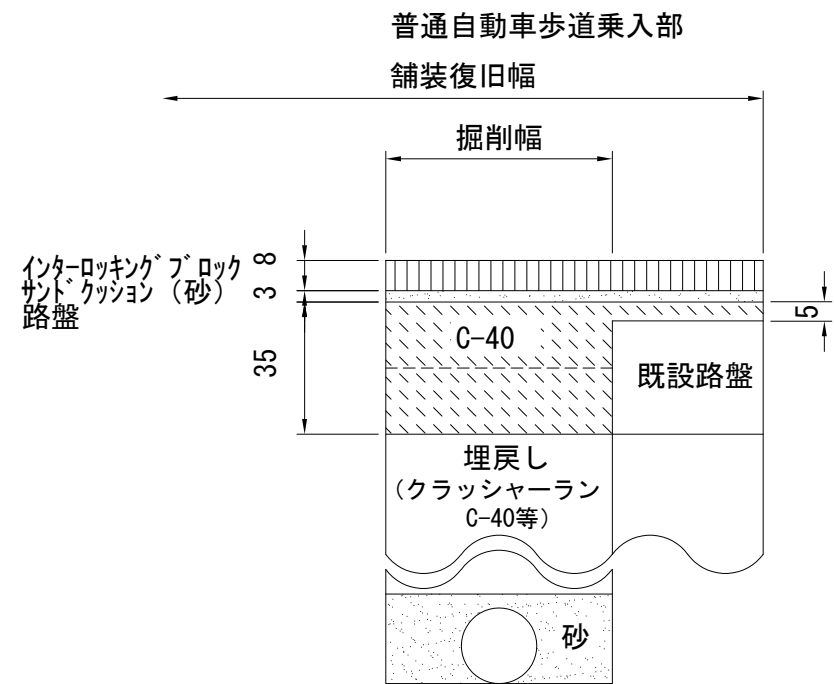 普通自動車歩道乗入部
舗装復旧幅
掘削幅
インターロッキングブロック 8
サンドクッション（砂） 3
路盤
35
5
C-40
既設路盤
埋戻し
（クラッシャーラン
C-40等）
砂